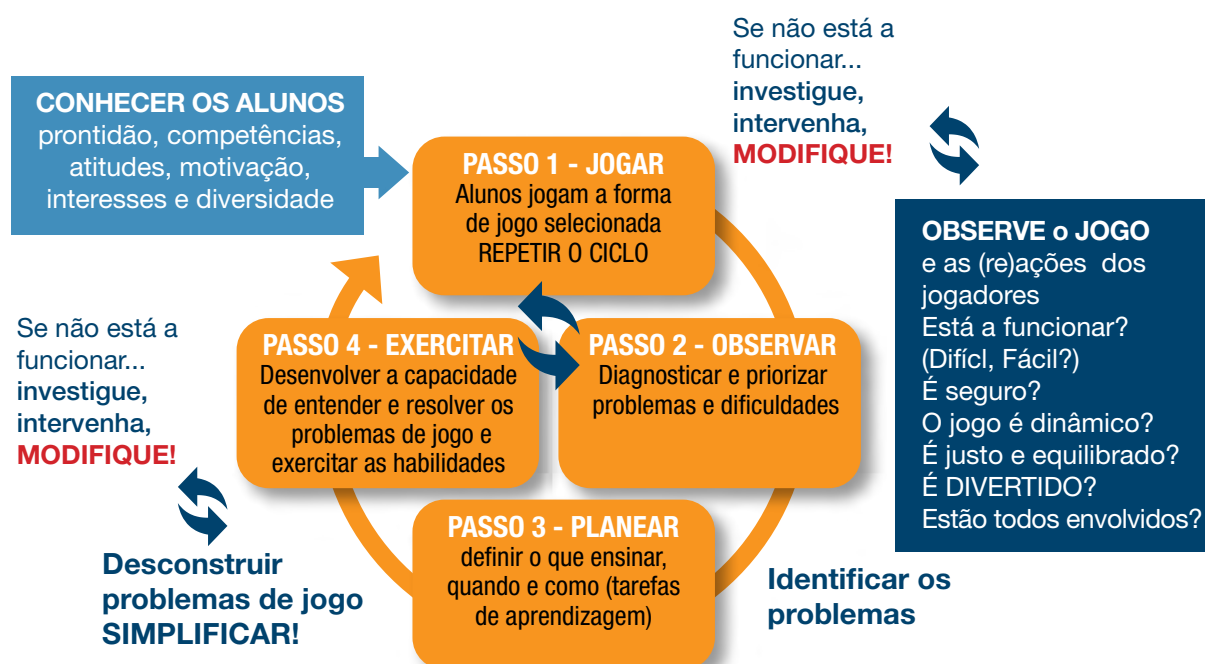 Se não está a
funcionar...
investigue,
intervenha,
MODIFIQUE!
CONHECER OS ALUNOS
prontidão, competências,
atitudes, motivação,
interesses e diversidade
PASSO 1 - JOGAR
Alunos jogam a forma
de jogo selecionada
REPETIR O CICLO
OBSERVE o JOGO
e as (re)ações dos
jogadores
Está a funcionar?
(Difícl, Fácil?)
É seguro?
O jogo é dinâmico?
É justo e equilibrado?
É DIVERTIDO?
Estão todos envolvidos?
PASSO 2 - OBSERVAR
Diagnosticar e priorizar
problemas e dificuldades
Identificar os
problemas
PASSO 3 - PLANEAR
definir o que ensinar,
quando e como (tarefas
de aprendizagem)
PASSO 4 - EXERCITAR
Desenvolver a capacidade
de entender e resolver os
problemas de jogo e
exercitar as habilidades
Se não está a
funcionar...
investigue,
intervenha,
MODIFIQUE!
Desconstruir
problemas de jogo
SIMPLIFICAR!